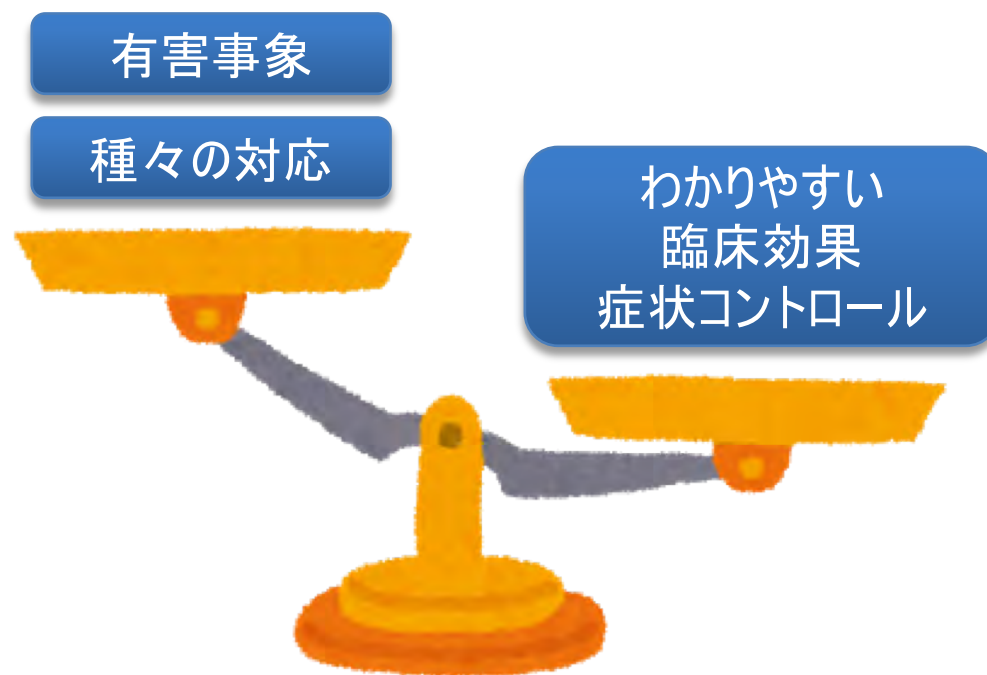 有害事象
種々の対応
わかりやすい
臨床効果
症状コントロール